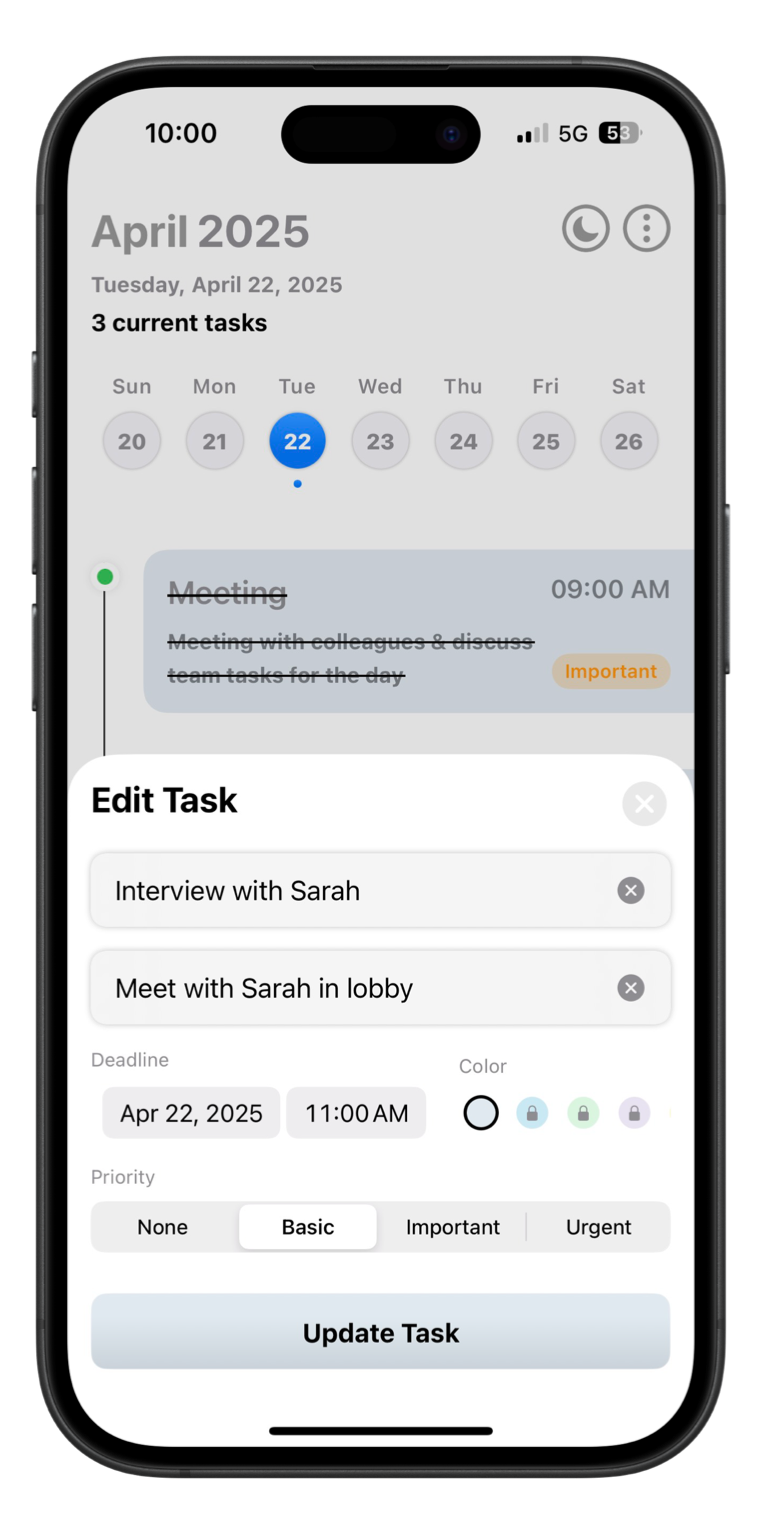 10:00 5G 53
April 2025
Tuesday, April 22, 2025
3 current tasks
Sun Mon Tue Wed Thu Fri Sat
20 21 22 23 24 25 26
Meeting 09:00 AM
Meeting with colleagues & discuss
team tasks for the day
Important
Edit Task
Interview with Sarah
Meet with Sarah in lobby
Deadline
Color
Apr 22, 2025 11:00 AM
Priority
None Basic Important Urgent
Update Task